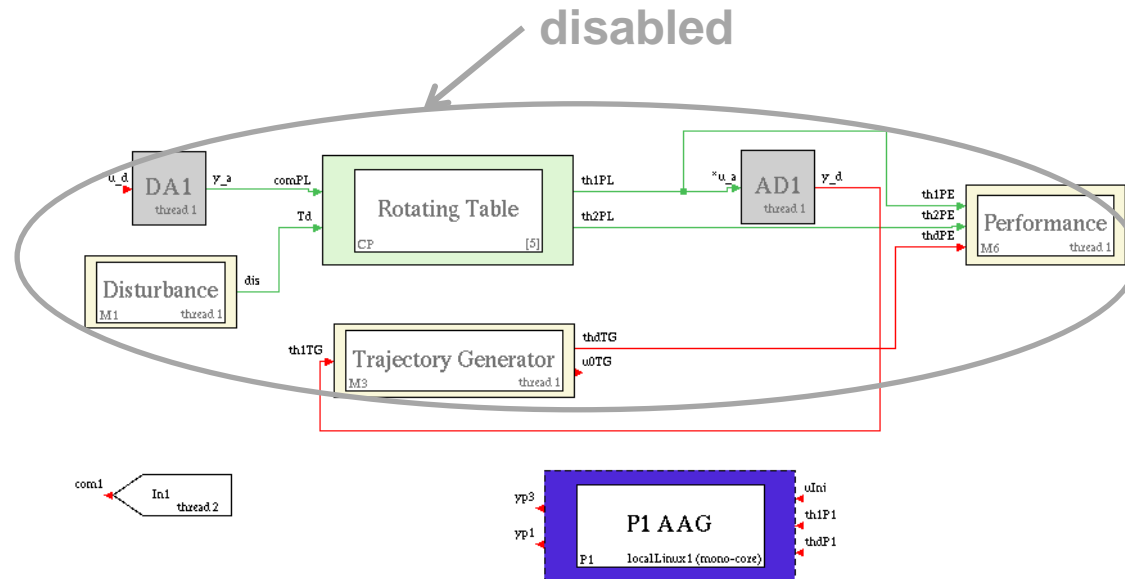 disabled
u_d
DA1
thread 1
y_a
comPL
Td
Rotating Table
CP
[5]
th1PL
th2PL
*u_a
AD1
thread 1
y_d
th1PE
th2PE
thdPE
Performance
M6
thread 1
Disturbance
M1
thread 1
dis
th1TG
Trajectory Generator
M3
thread 1
thdTG
u0TG
com1
In1
thread 2
yp3
yp1
P1 AAG
P1
localLinux1 (mono-core)
uIni
th1P1
thdP1